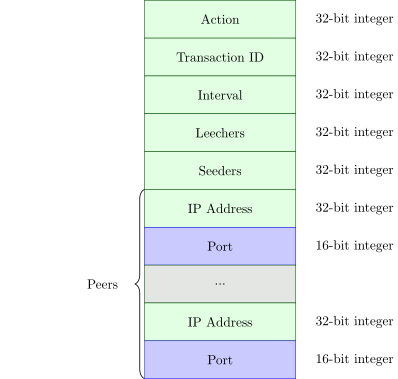 Action 32-bit integer
Transaction ID 32-bit integer
Interval 32-bit integer
Leechers 32-bit integer
Seeders 32-bit integer
IP Address 32-bit integer
Port 16-bit integer
Peers ...
IP Address 32-bit integer
Port 16-bit integer